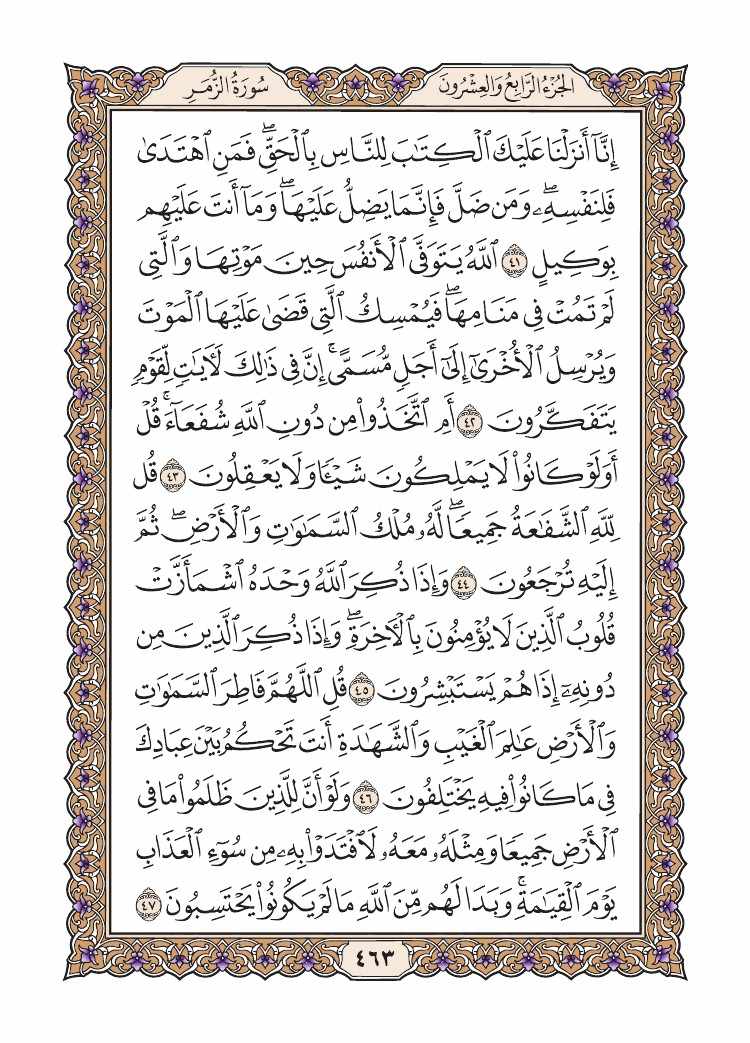 الجُزْءُ الرَّابِعُ وَالعِشْرُونَ
سُورَةُ الزُّمَرِ
إِنَّآ أَنزَلْنَا عَلَيْكَ ٱلْكِتَٰبَ لِلنَّاسِ بِٱلْحَقِّۖ فَمَنِ ٱهْتَدَىٰ
فَلِنَفْسِهِۦۖ وَمَن ضَلَّ فَإِنَّمَا يَضِلُّ عَلَيْهَاۖ وَمَآ أَنتَ عَلَيْهِم
بِوَكِيلٍ ٤١ ٱللَّهُ يَتَوَفَّى ٱلْأَنفُسَ حِينَ مَوْتِهَا وَٱلَّتِى
لَمْ تَمُتْ فِى مَنَامِهَاۖ فَيُمْسِكُ ٱلَّتِى قَضَىٰ عَلَيْهَا ٱلْمَوْتَ
وَيُرْسِلُ ٱلْأُخْرَىٰٓ إِلَىٰٓ أَجَلٍ مُّسَمًّىۚ إِنَّ فِى ذَٰلِكَ لَءَايَٰتٍ لِّقَوْمٍ
يَتَفَكَّرُونَ ٤٢ أَمِ ٱتَّخَذُوا۟ مِن دُونِ ٱللَّهِ شُفَعَآءَۚ قُلْ
أَوَلَوْ كَانُوا۟ لَا يَمْلِكُونَ شَيْـًٔا وَلَا يَعْقِلُونَ ٤٣ قُل
لِّلَّهِ ٱلشَّفَٰعَةُ جَمِيعًاۖ لَّهُۥ مُلْكُ ٱلسَّمَٰوَٰتِ وَٱلْأَرْضِۖ ثُمَّ
إِلَيْهِ تُرْجَعُونَ ٤٤ وَإِذَا ذُكِرَ ٱللَّهُ وَحْدَهُ ٱشْمَأَزَّتْ
قُلُوبُ ٱلَّذِينَ لَا يُؤْمِنُونَ بِٱلْءَاخِرَةِۖ وَإِذَا ذُكِرَ ٱلَّذِينَ مِن
دُونِهِۦٓ إِذَا هُمْ يَسْتَبْشِرُونَ ٤٥ قُلِ ٱللَّهُمَّ فَاطِرَ ٱلسَّمَٰوَٰتِ
وَٱلْأَرْضِ عَٰلِمَ ٱلْغَيْبِ وَٱلشَّهَٰدَةِ أَنتَ تَحْكُمُ بَيْنَ عِبَادِكَ
فِى مَا كَانُوا۟ فِيهِ يَخْتَلِفُونَ ٤٦ وَلَوْ أَنَّ لِلَّذِينَ ظَلَمُوا۟ مَا فِى
ٱلْأَرْضِ جَمِيعًا وَمِثْلَهُۥ مَعَهُۥ لَٱفْتَدَوْا۟ بِهِۦ مِن سُوٓءِ ٱلْعَذَابِ
يَوْمَ ٱلْقِيَٰمَةِۚ وَبَدَا لَهُم مِّنَ ٱللَّهِ مَا لَمْ يَكُونُوا۟ يَحْتَسِبُونَ ٤٧
٤٦٣